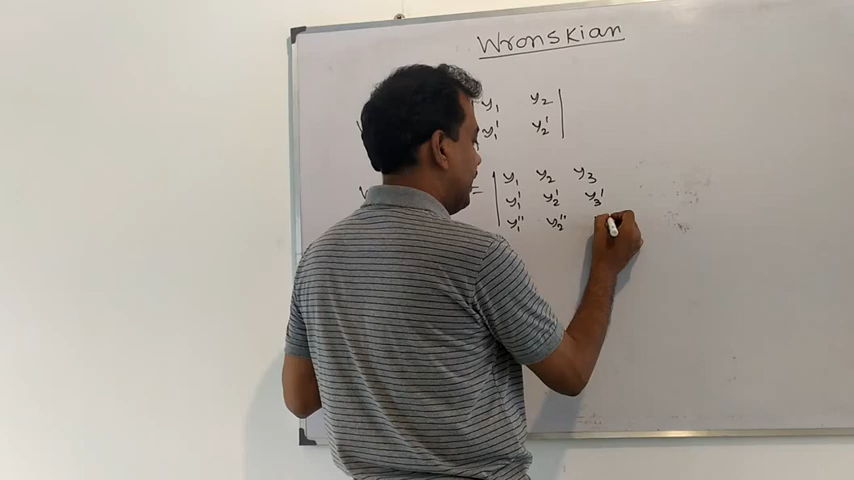 Wronskian
y₁ y₂ |
y₁' y₂' |
= | y₁ y₂ y₃
y₁' y₂' y₃'
y₁'' y₂''